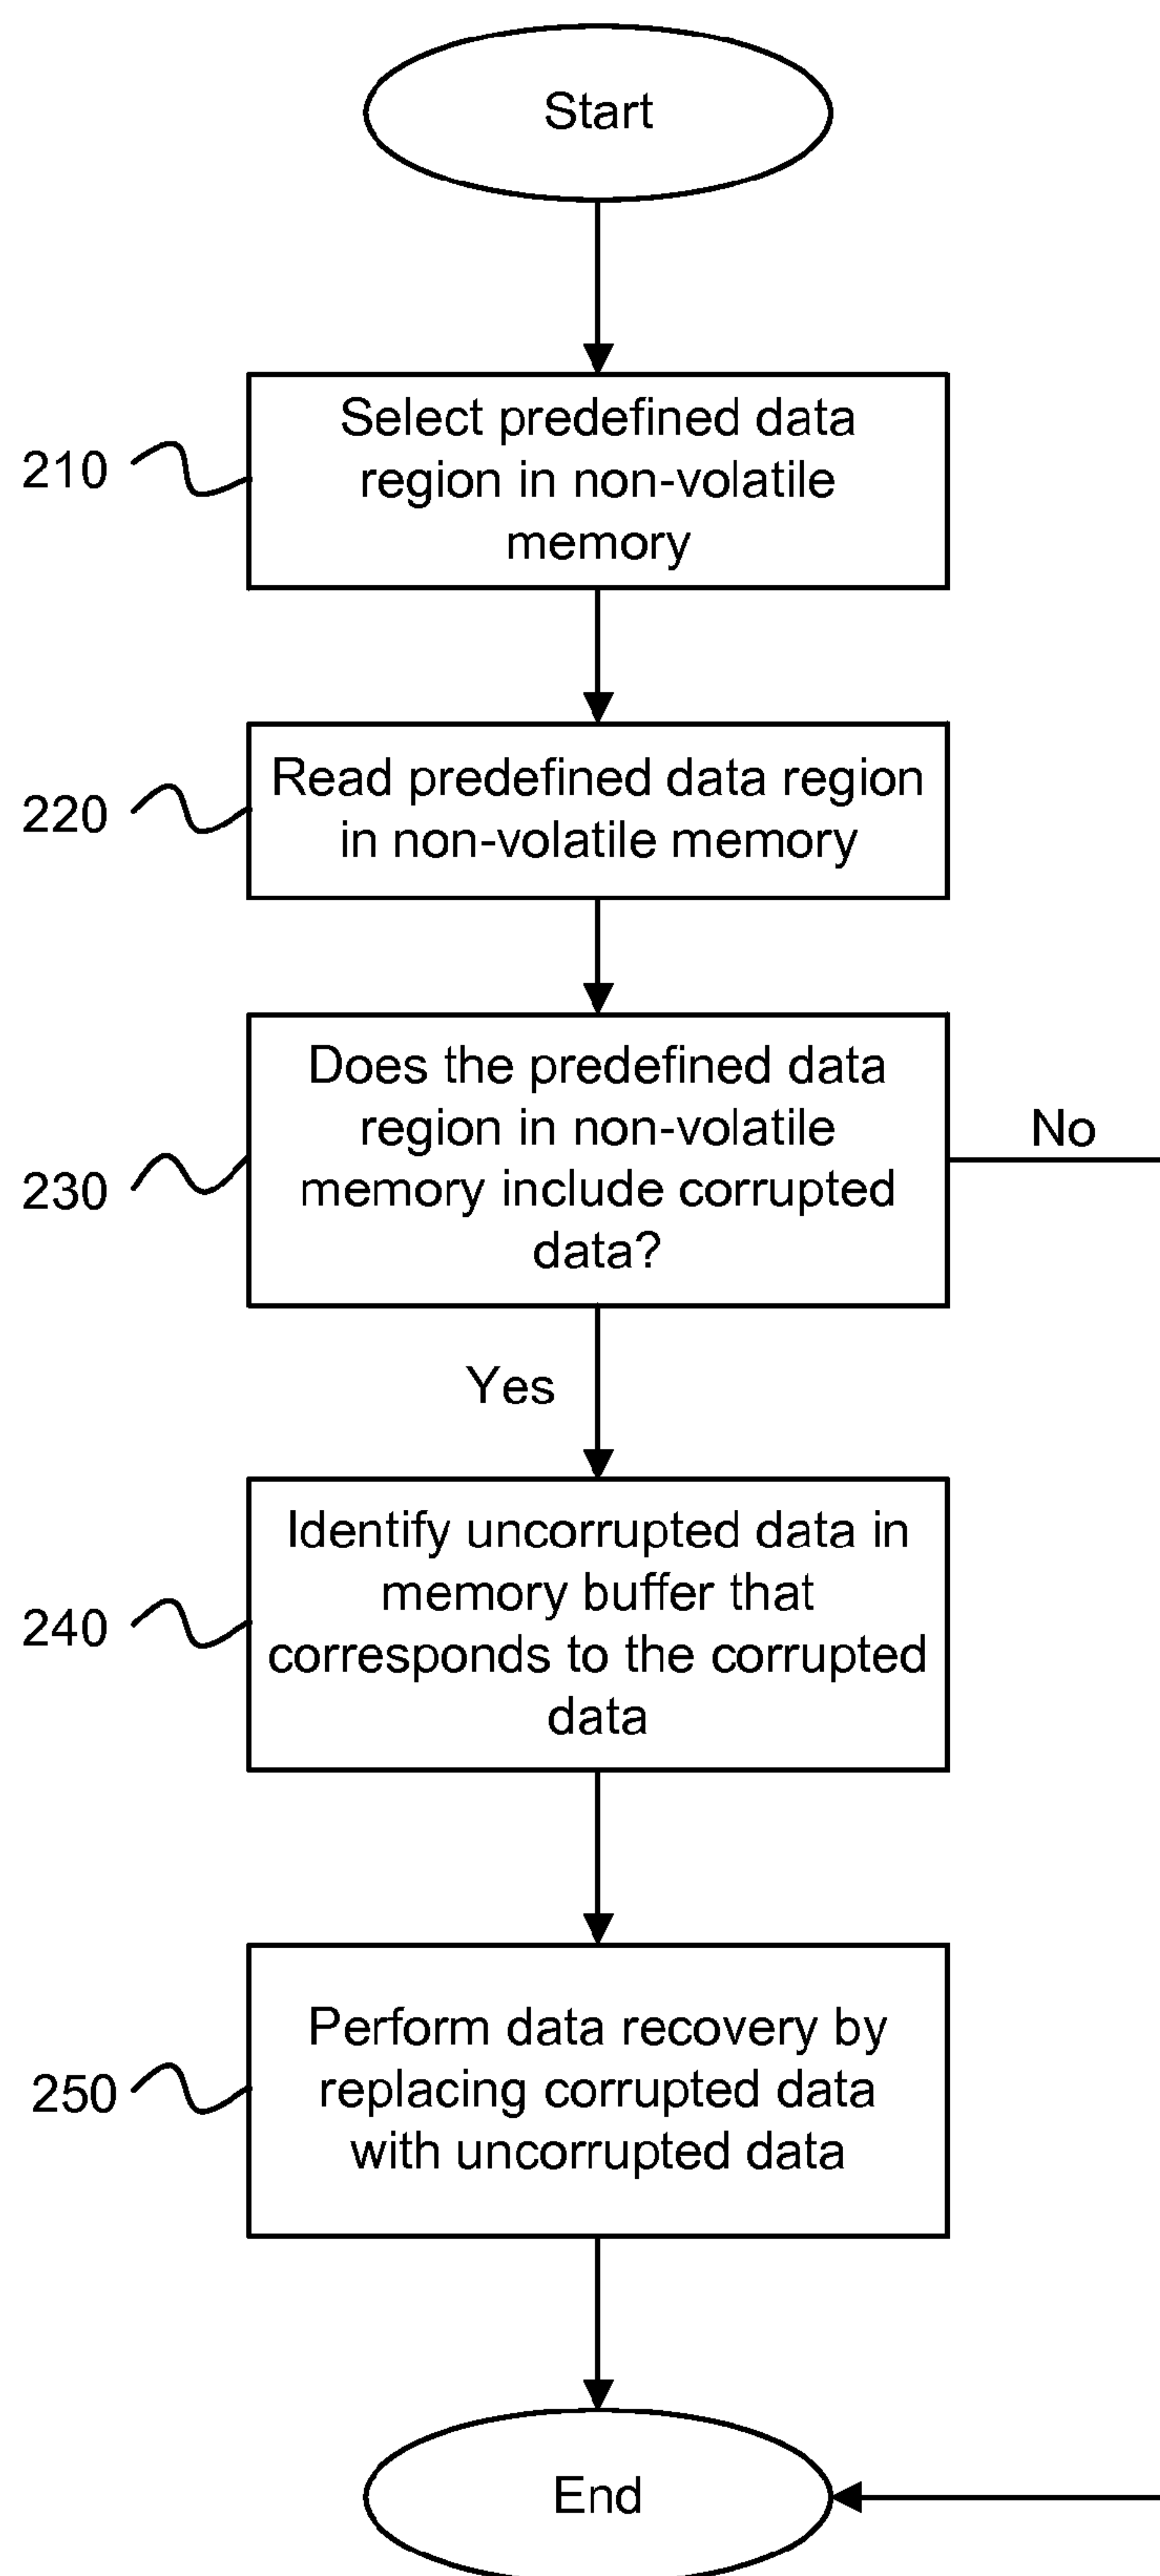 Start
210
Select predefined data
region in non-volatile
memory
220
Read predefined data region
in non-volatile memory
230
Does the predefined data
region in non-volatile
memory include corrupted
data?
No
Yes
240
Identify uncorrupted data in
memory buffer that
corresponds to the corrupted
data
250
Perform data recovery by
replacing corrupted data
with uncorrupted data
End